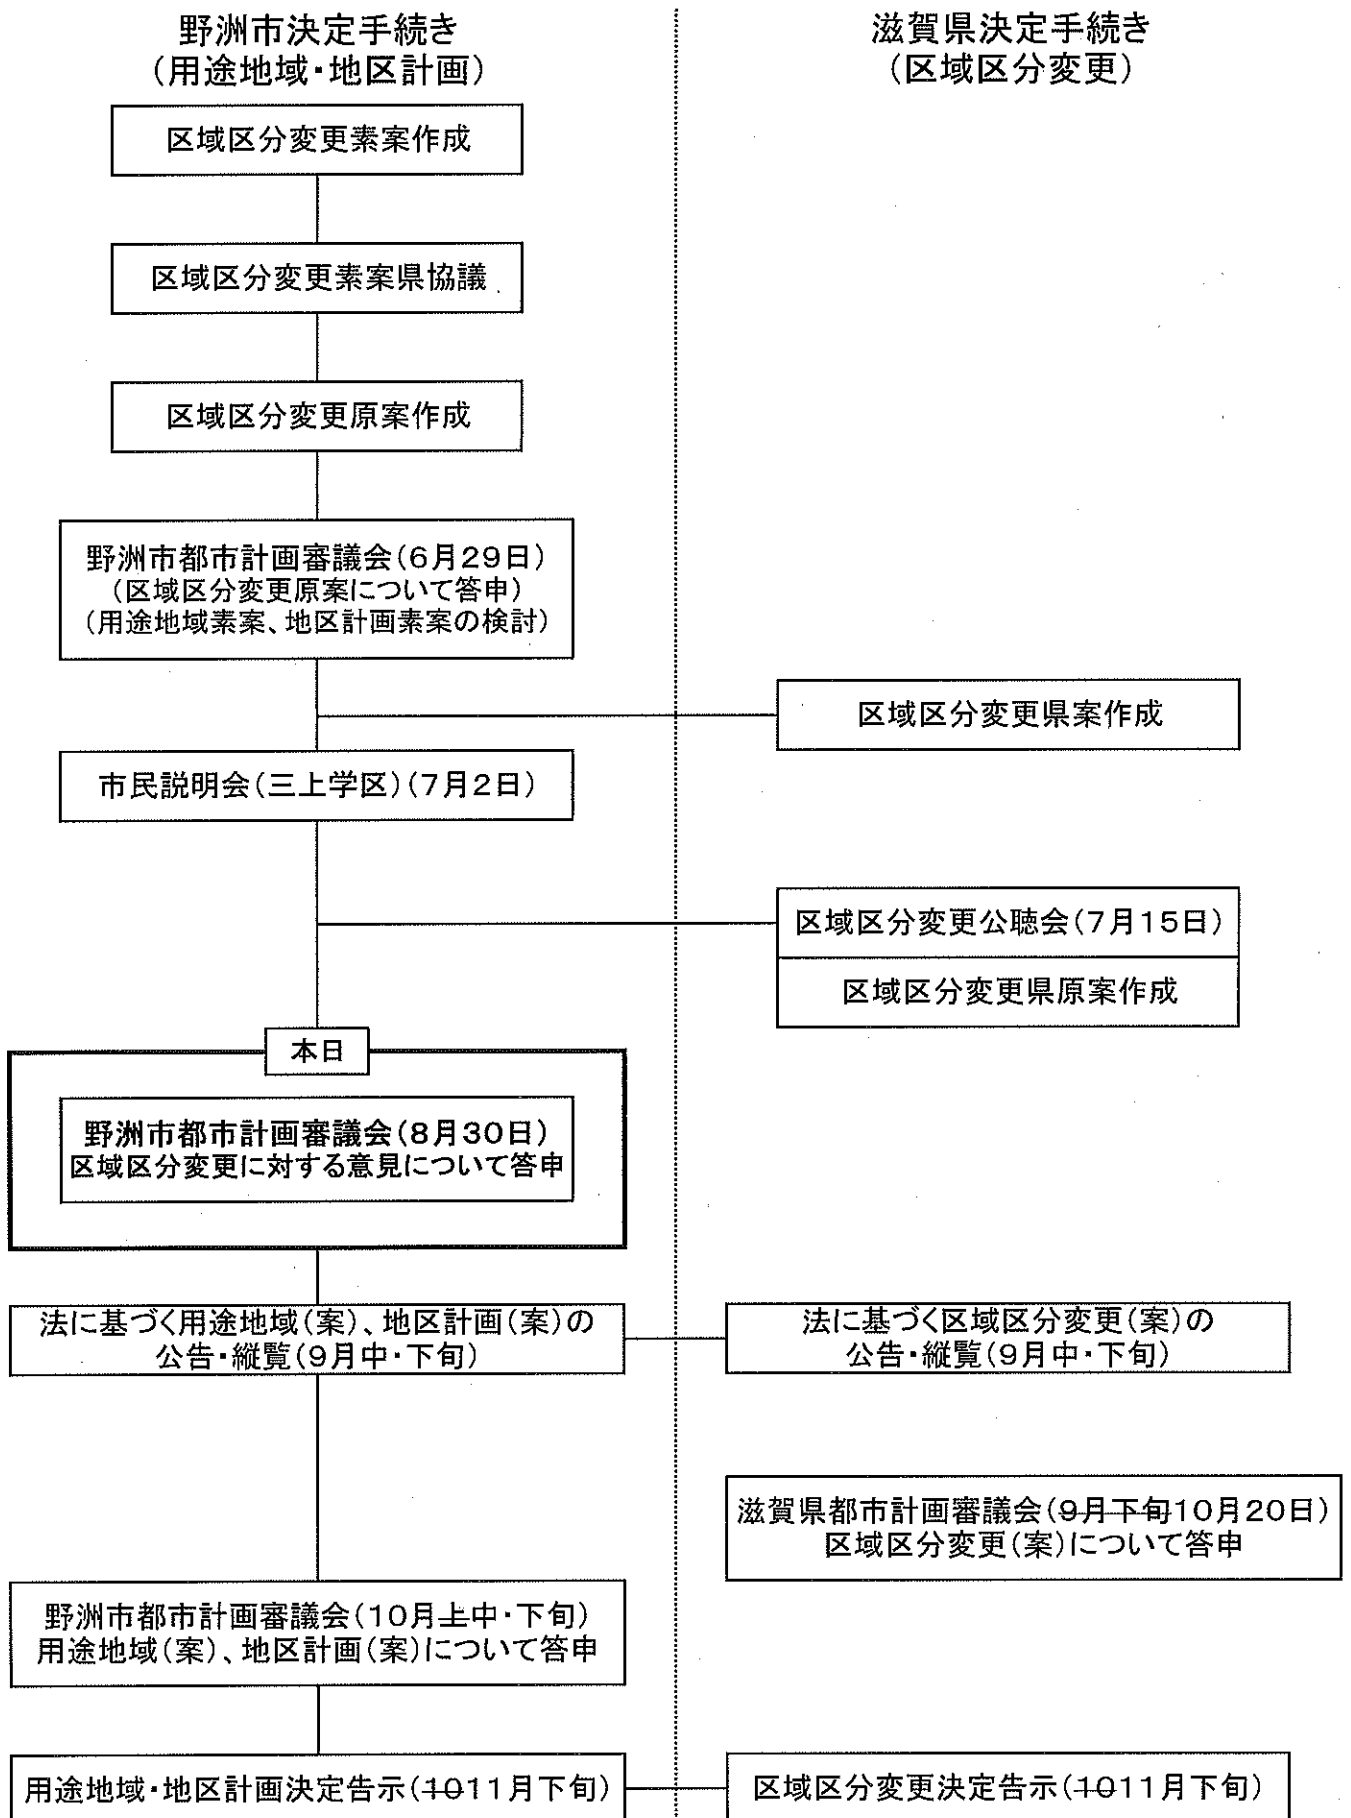 野洲市決定手続き
(用途地域・地区計画)
滋賀県決定手続き
(区域区分変更)
区域区分変更素案作成
区域区分変更素案県協議
区域区分変更原案作成
野洲市都市計画審議会(6月29日)
(区域区分変更原案について答申)
(用途地域素案、地区計画素案の検討)
区域区分変更県案作成
市民説明会(三上学区)(7月2日)
区域区分変更公聴会(7月15日)
区域区分変更県原案作成
本日
野洲市都市計画審議会(8月30日)
区域区分変更に対する意見について答申
法に基づく用途地域(案)、地区計画(案)の
公告・縦覧(9月中・下旬)
法に基づく区域区分変更(案)の
公告・縦覧(9月中・下旬)
滋賀県都市計画審議会(9月下旬10月20日)
区域区分変更(案)について答申
野洲市都市計画審議会(10月上中・下旬)
用途地域(案)、地区計画(案)について答申
用途地域・地区計画決定告示(1011月下旬)
区域区分変更決定告示(1011月下旬)